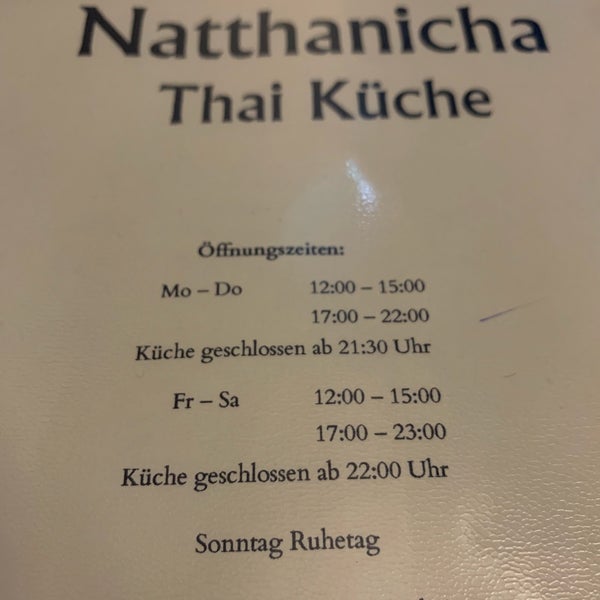 Natthanicha
Thai Küche
Öffnungszeiten:
Mo – Do 12:00 – 15:00
17:00 – 22:00
Küche geschlossen ab 21:30 Uhr
Fr – Sa 12:00 – 15:00
17:00 – 23:00
Küche geschlossen ab 22:00 Uhr
Sonntag Ruhetag